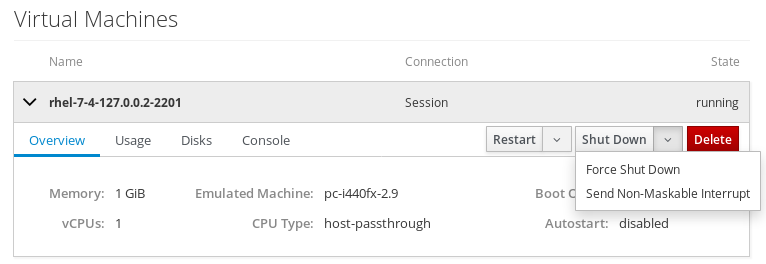 Virtual Machines
Name Connection State
rhel-7-4-127.0.0.2-2201 Session running
Overview Usage Disks Console Restart Shut Down Delete
Force Shut Down
Send Non-Maskable Interrupt
Memory: 1 GiB Emulated Machine: pc-i440fx-2.9 Boot
vCPUs: 1 CPU Type: host-passthrough Autostart: disabled